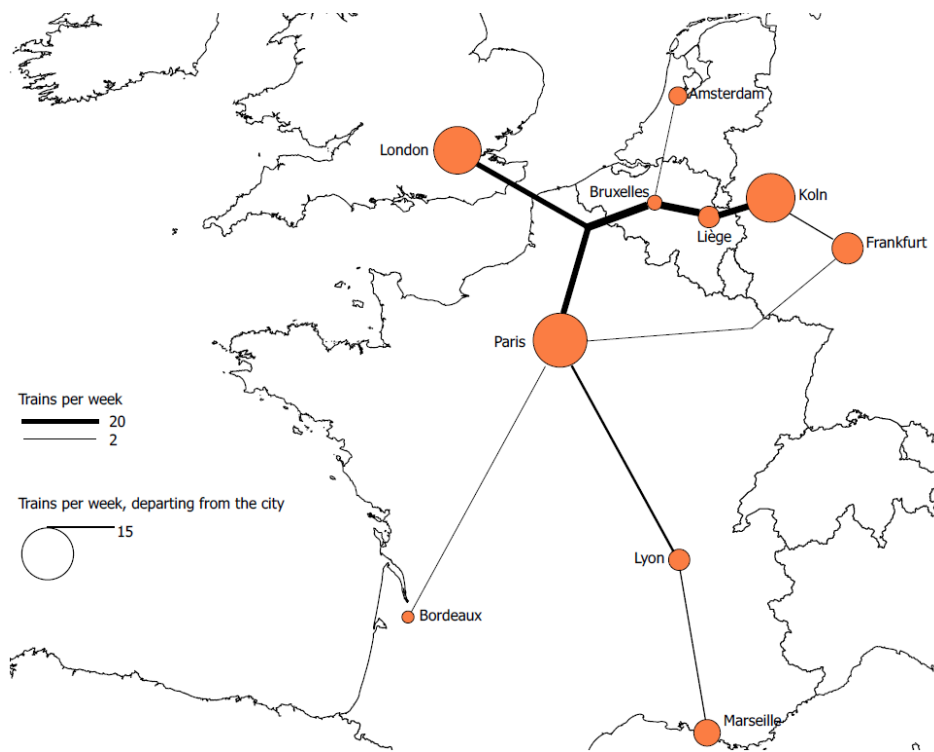 Amsterdam
London
Bruxelles
Koln
Liège
Frankfurt
Paris
Trains per week
20
2
Trains per week, departing from the city
15
Lyon
Bordeaux
Marseille